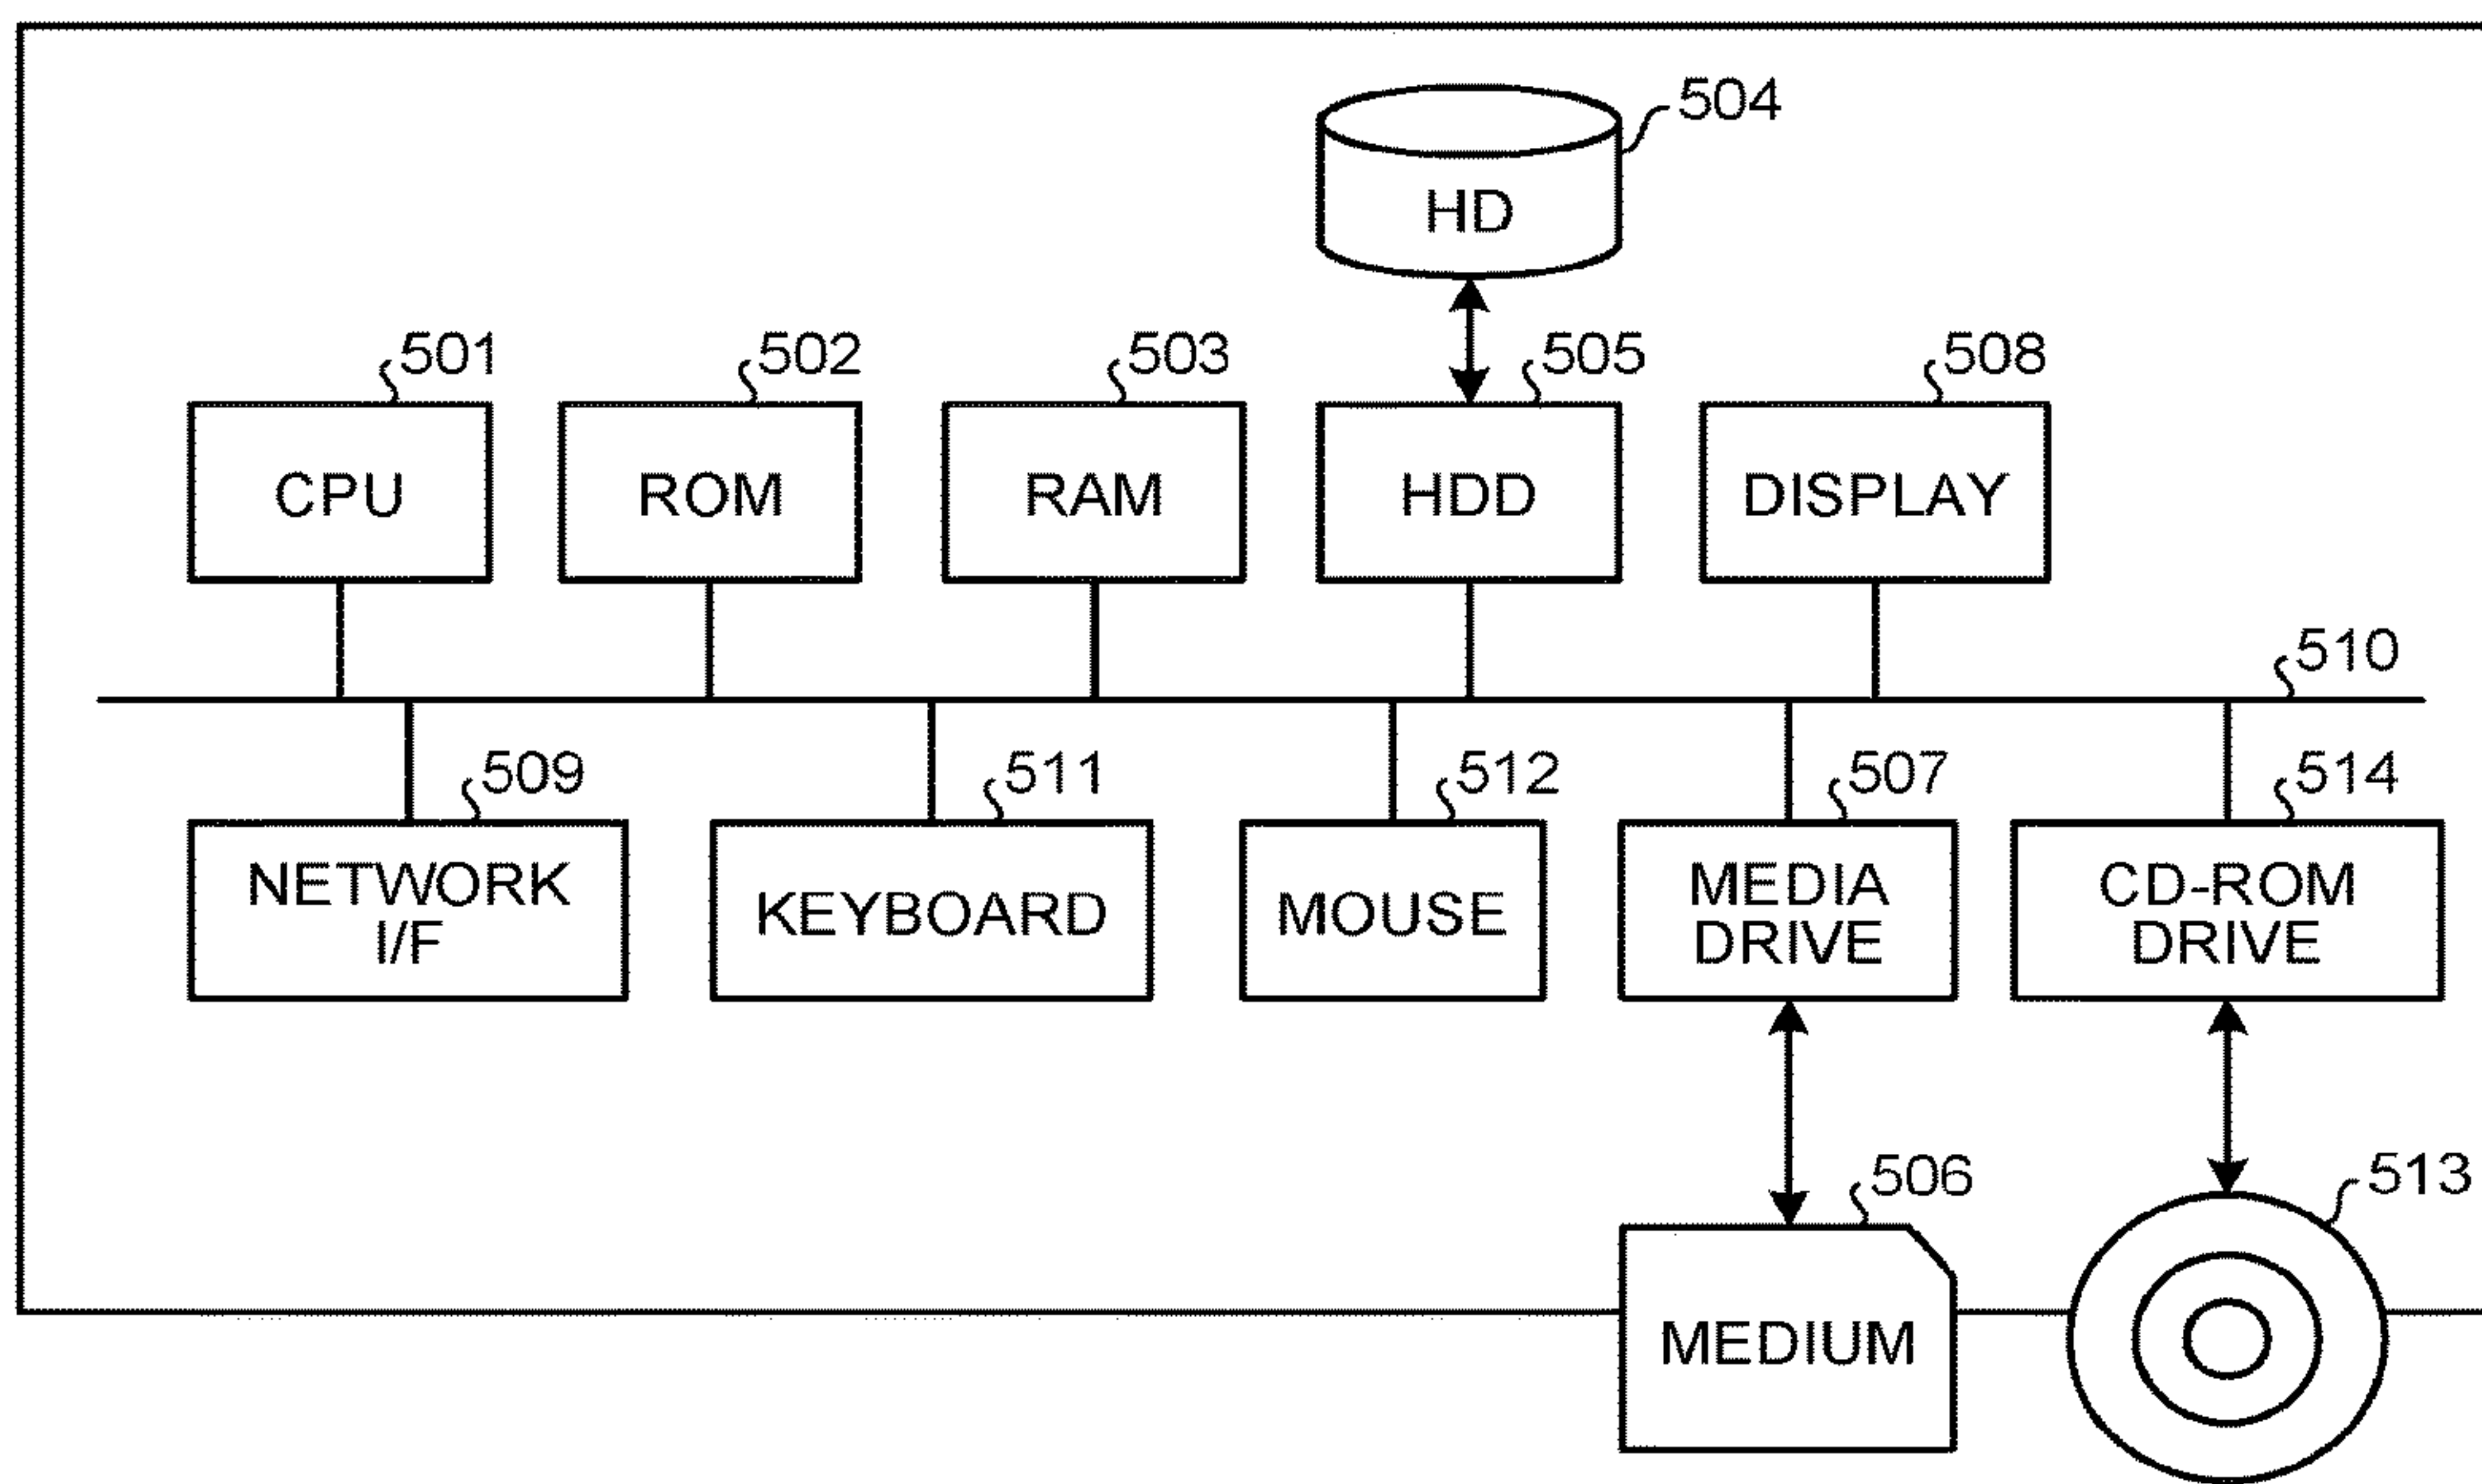 504
HD
501
502
503
505
508
CPU
ROM
RAM
HDD
DISPLAY
510
509
511
512
507
514
NETWORK
I/F
KEYBOARD
MOUSE
MEDIA
DRIVE
CD-ROM
DRIVE
506
513
MEDIUM